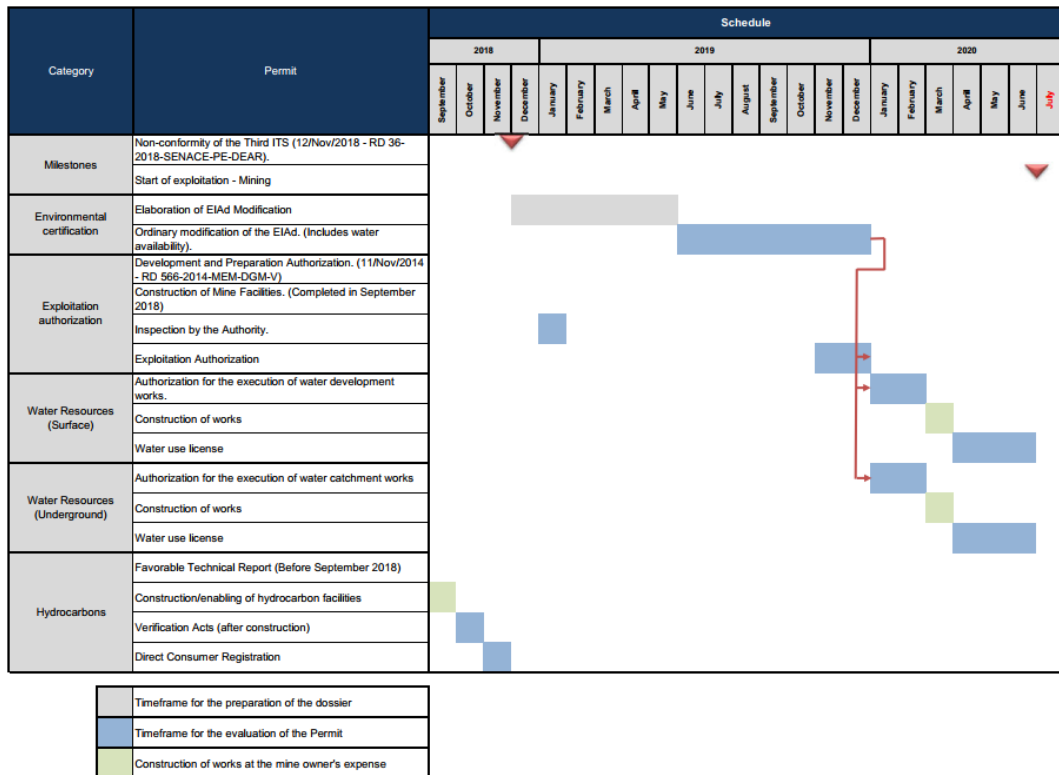 Schedule
Category
Permit
2018
2019
2020
September
October
November
December
January
February
March
April
May
June
July
August
September
October
November
December
January
February
March
April
May
June
July
Milestones
Non-conformity of the Third ITS (12/Nov/2018 - RD 36-
2018-SENACE-PE-DEAR).
Start of exploitation - Mining
Environmental
certification
Elaboration of EIAd Modification
Ordinary modification of the EIAd. (Includes water
availability).
Exploitation
authorization
Development and Preparation Authorization. (11/Nov/2014
- RD 566-2014-MEM-DGM-V)
Construction of Mine Facilities. (Completed in September
2018)
Inspection by the Authority.
Exploitation Authorization
Water Resources
(Surface)
Authorization for the execution of water development
works.
Construction of works
Water use license
Water Resources
(Underground)
Authorization for the execution of water catchment works
Construction of works
Water use license
Hydrocarbons
Favorable Technical Report (Before September 2018)
Construction/enabling of hydrocarbon facilities
Verification Acts (after construction)
Direct Consumer Registration
Timeframe for the preparation of the dossier
Timeframe for the evaluation of the Permit
Construction of works at the mine owner's expense